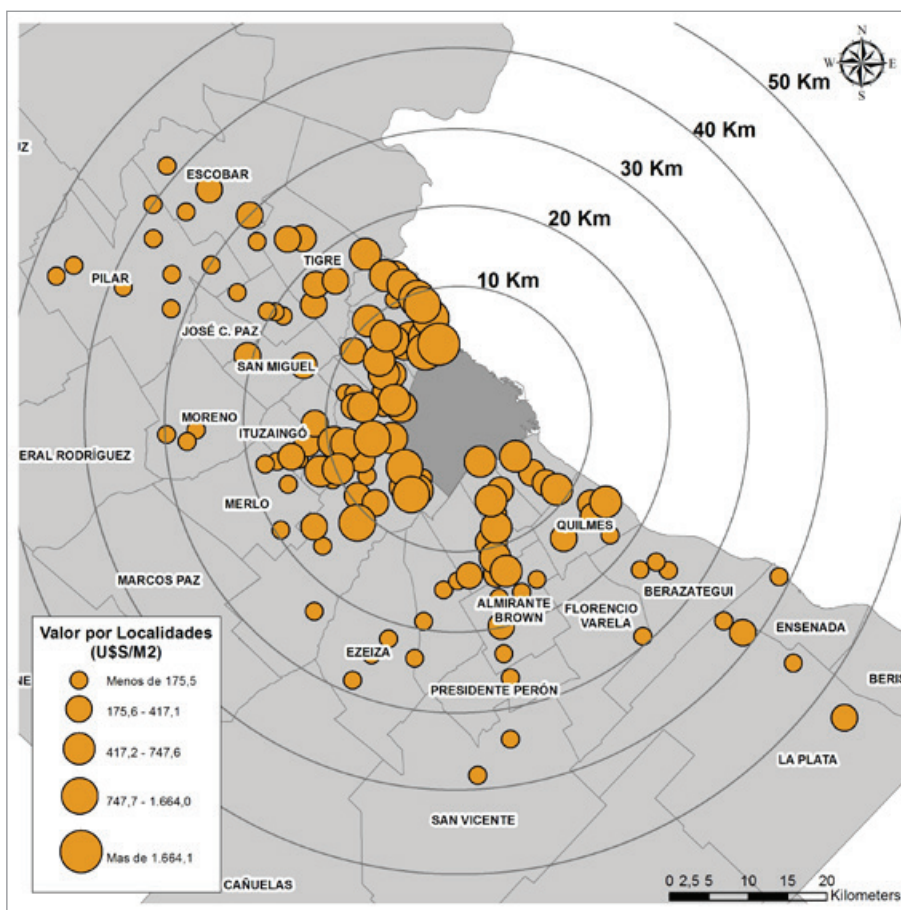 N
W E
S
50 Km
40 Km
30 Km
20 Km
10 Km
UZ
ESCOBAR
TIGRE
PILAR
JOSÉ C. PAZ
SAN MIGUEL
MORENO
ITUZAINGÓ
ERAL RODRÍGUEZ
MERLO
QUILMES
MARCOS PAZ
BERAZATEGUI
ALMIRANTE
BROWN
FLORENCIO
VARELA
ENSENADA
EZEIZA
BERIS
NE
PRESIDENTE PERÓN
LA PLATA
SAN VICENTE
CAÑUELAS
Valor por Localidades
(U$S/M2)
Menos de 175,5
175,6 - 417,1
417,2 - 747,6
747,7 - 1.664,0
Mas de 1.664,1
0 2,5 5 10 15 20
Kilometers